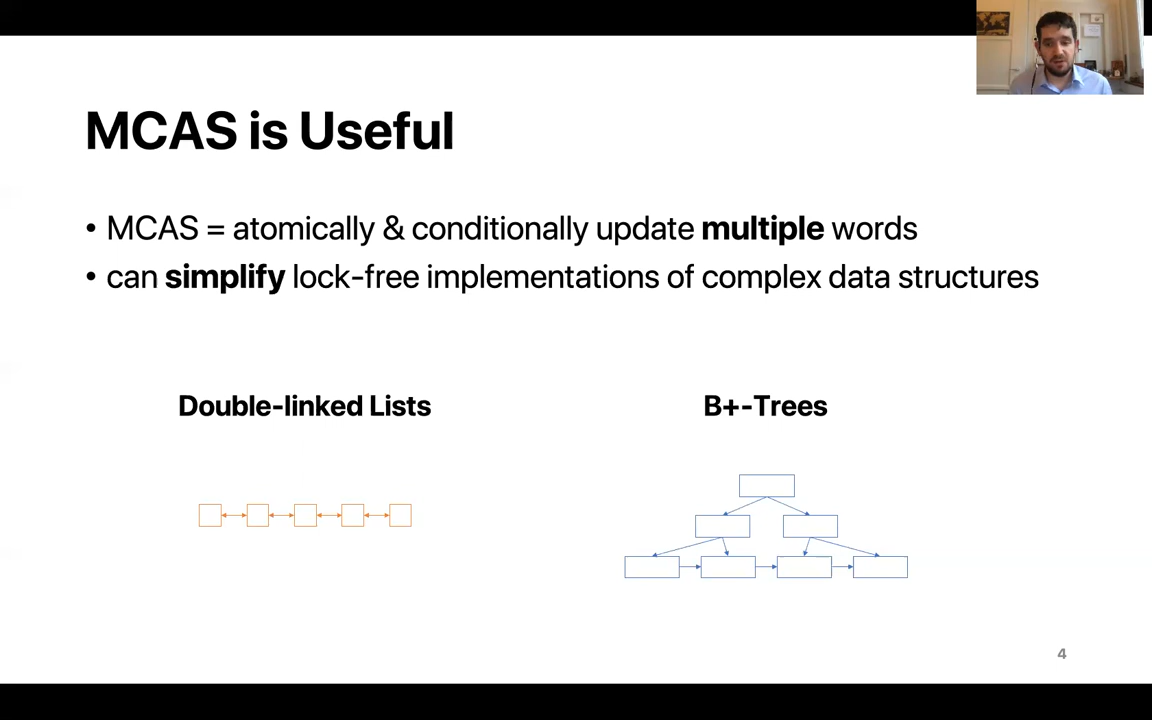 MCAS is Useful
• MCAS = atomically & conditionally update multiple words
• can simplify lock-free implementations of complex data structures
Double-linked Lists
B+-Trees
4